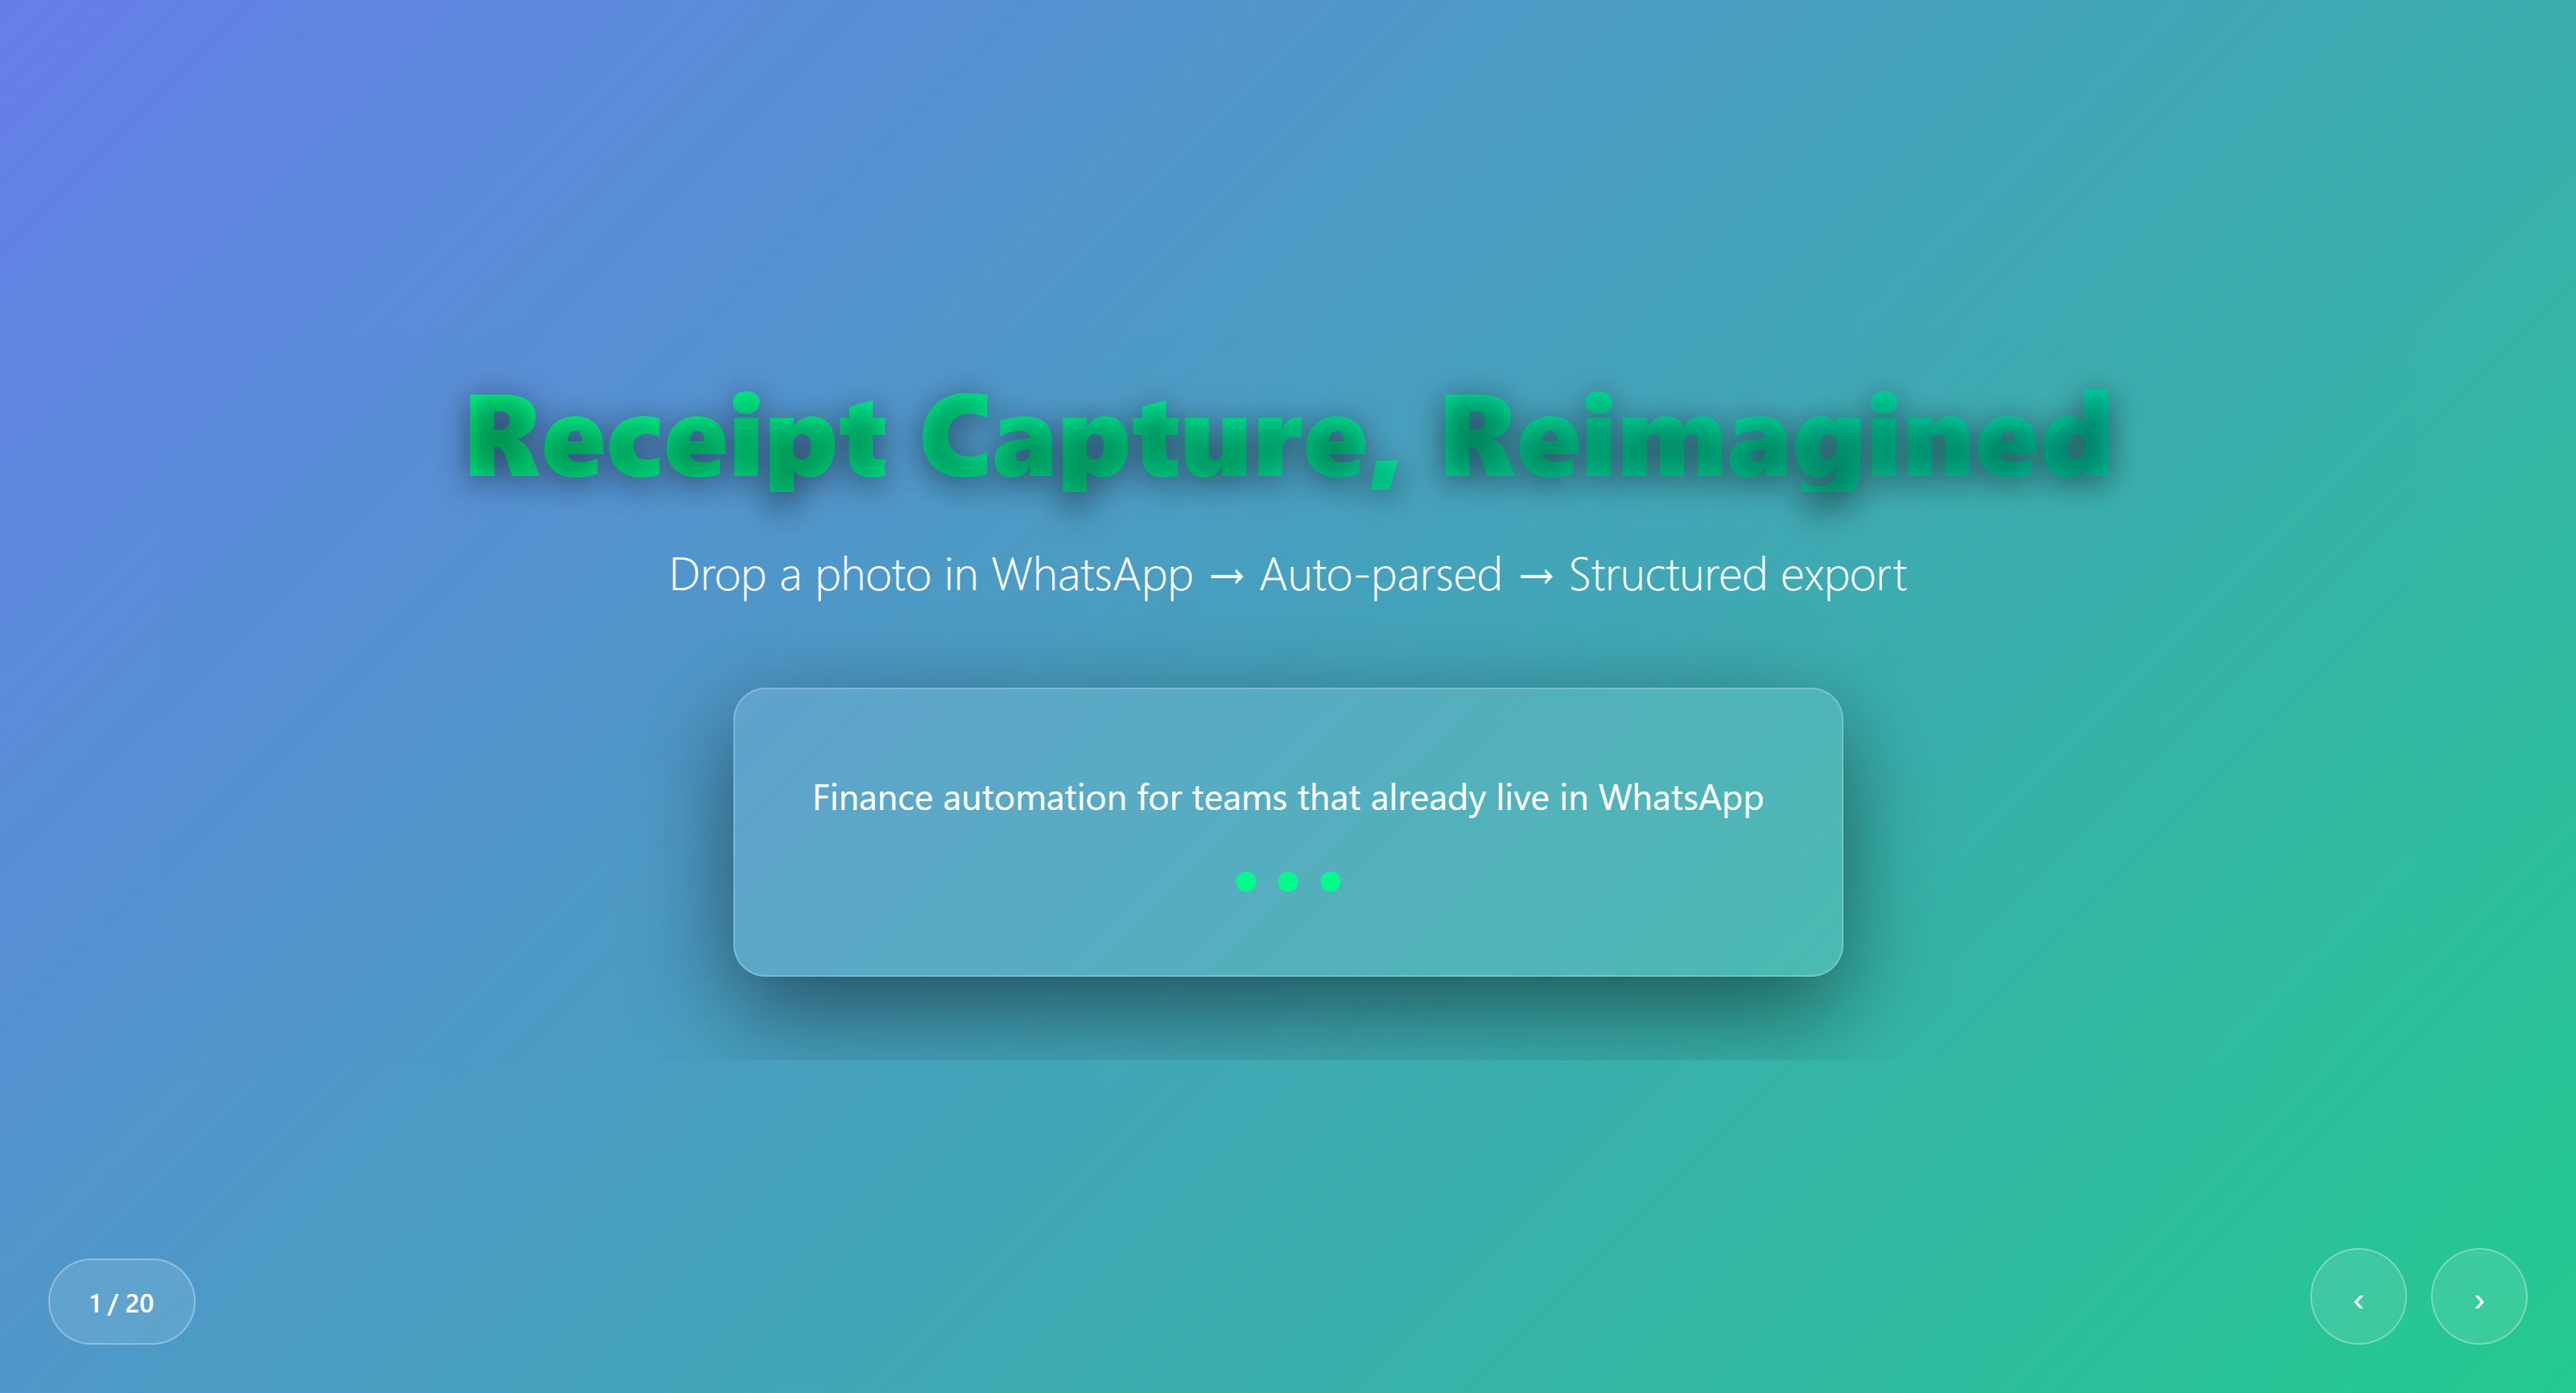 Receipt Capture, Reimagined
Drop a photo in WhatsApp → Auto-parsed → Structured export
Finance automation for teams that already live in WhatsApp
1 / 20
‹ ›